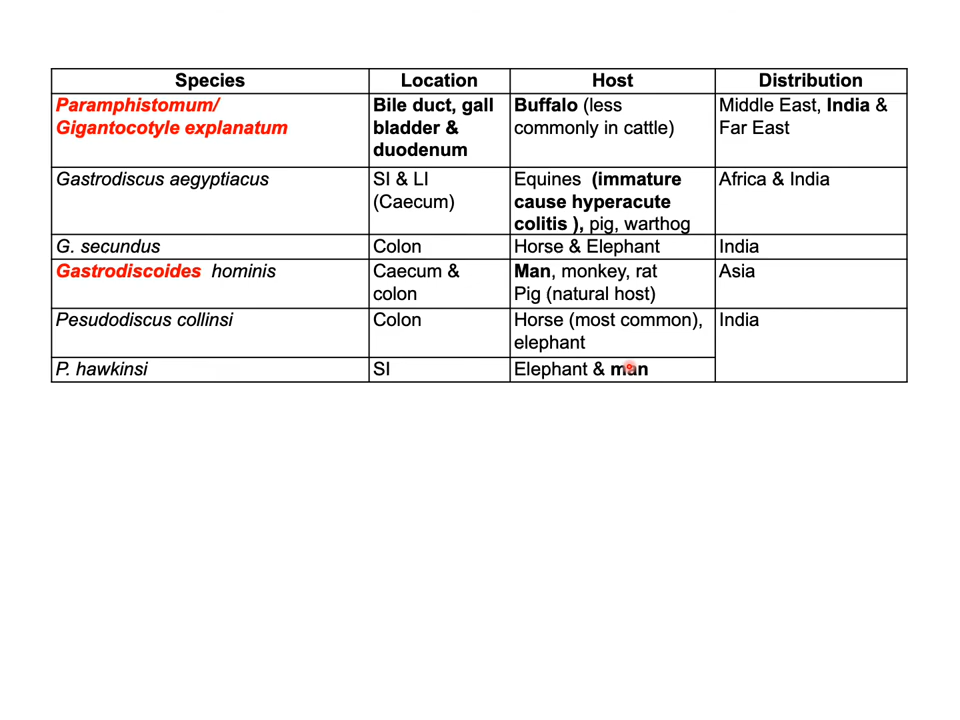 Species Location Host Distribution
Paramphistomum/ Bile duct, gall Buffalo (less Middle East, India &
Gigantocotyle explanatum bladder & commonly in cattle) Far East
duodenum
Gastrodiscus aegyptiacus SI & LI Equines (immature Africa & India
(Caecum) cause hyperacute
colitis ), pig, warthog
G. secundus Colon Horse & Elephant India
Gastrodiscoides hominis Caecum & Man, monkey, rat Asia
colon Pig (natural host)
Pesudodiscus collinsi Colon Horse (most common), India
elephant
P. hawkinsi SI Elephant & man